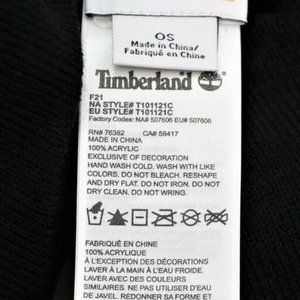 OS
Made in China/
Fabriqué en Chine
Timberland
F21
NA STYLE# T101121C
EU STYLE# T101121C
Factory Codes: NA# 507606 EU# 507606
RN# 76382 CA# 58417
MADE IN CHINA
100% ACRYLIC
EXCLUSIVE OF DECORATION
HAND WASH COLD. WASH WITH LIKE
COLORS. DO NOT BLEACH. RESHAPE
AND DRY FLAT. DO NOT IRON. DO NOT
DRY CLEAN. DO NOT WRING.
FABRIQUÉ EN CHINE
100% ACRYLIQUE
À L'EXCEPTION DES DÉCORATIONS
LAVER À LA MAIN À L'EAU FROIDE.
LAVER AVEC DES COULEURS
SIMILAIRES. NE PAS UTILISER D'EAU
DE JAVEL. REDONNER SA FORME ET